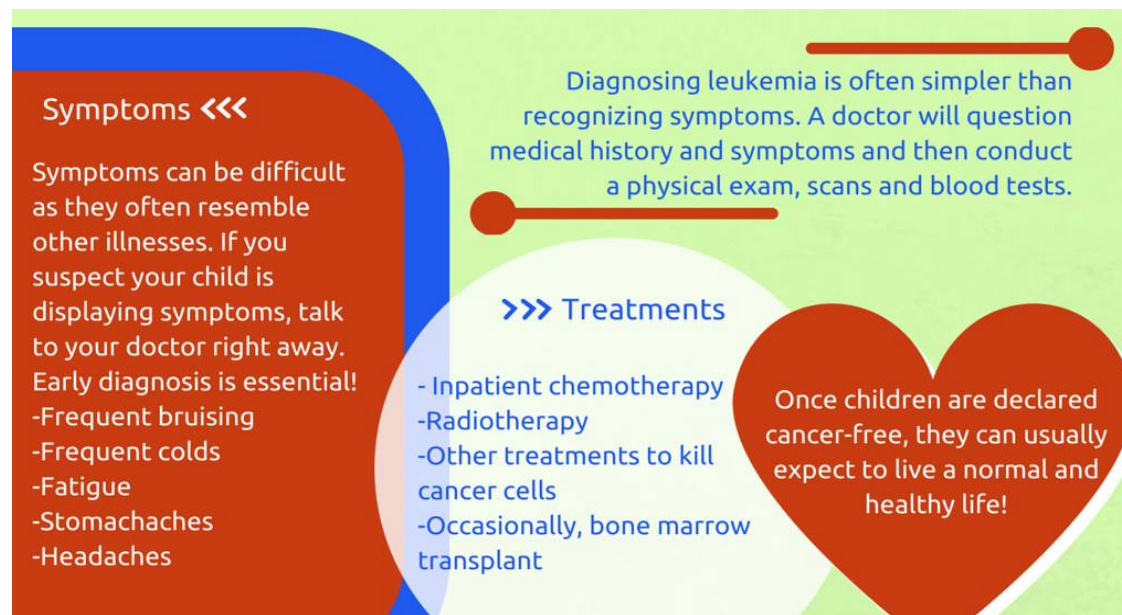 Symptoms <<<
Symptoms can be difficult
as they often resemble
other illnesses. If you
suspect your child is
displaying symptoms, talk
to your doctor right away.
Early diagnosis is essential!
-Frequent bruising
-Frequent colds
-Fatigue
-Stomachaches
-Headaches
Diagnosing leukemia is often simpler than
recognizing symptoms. A doctor will question
medical history and symptoms and then conduct
a physical exam, scans and blood tests.
>>> Treatments
- Inpatient chemotherapy
-Radiotherapy
-Other treatments to kill
cancer cells
-Occasionally, bone marrow
transplant
Once children are declared
cancer-free, they can usually
expect to live a normal and
healthy life!